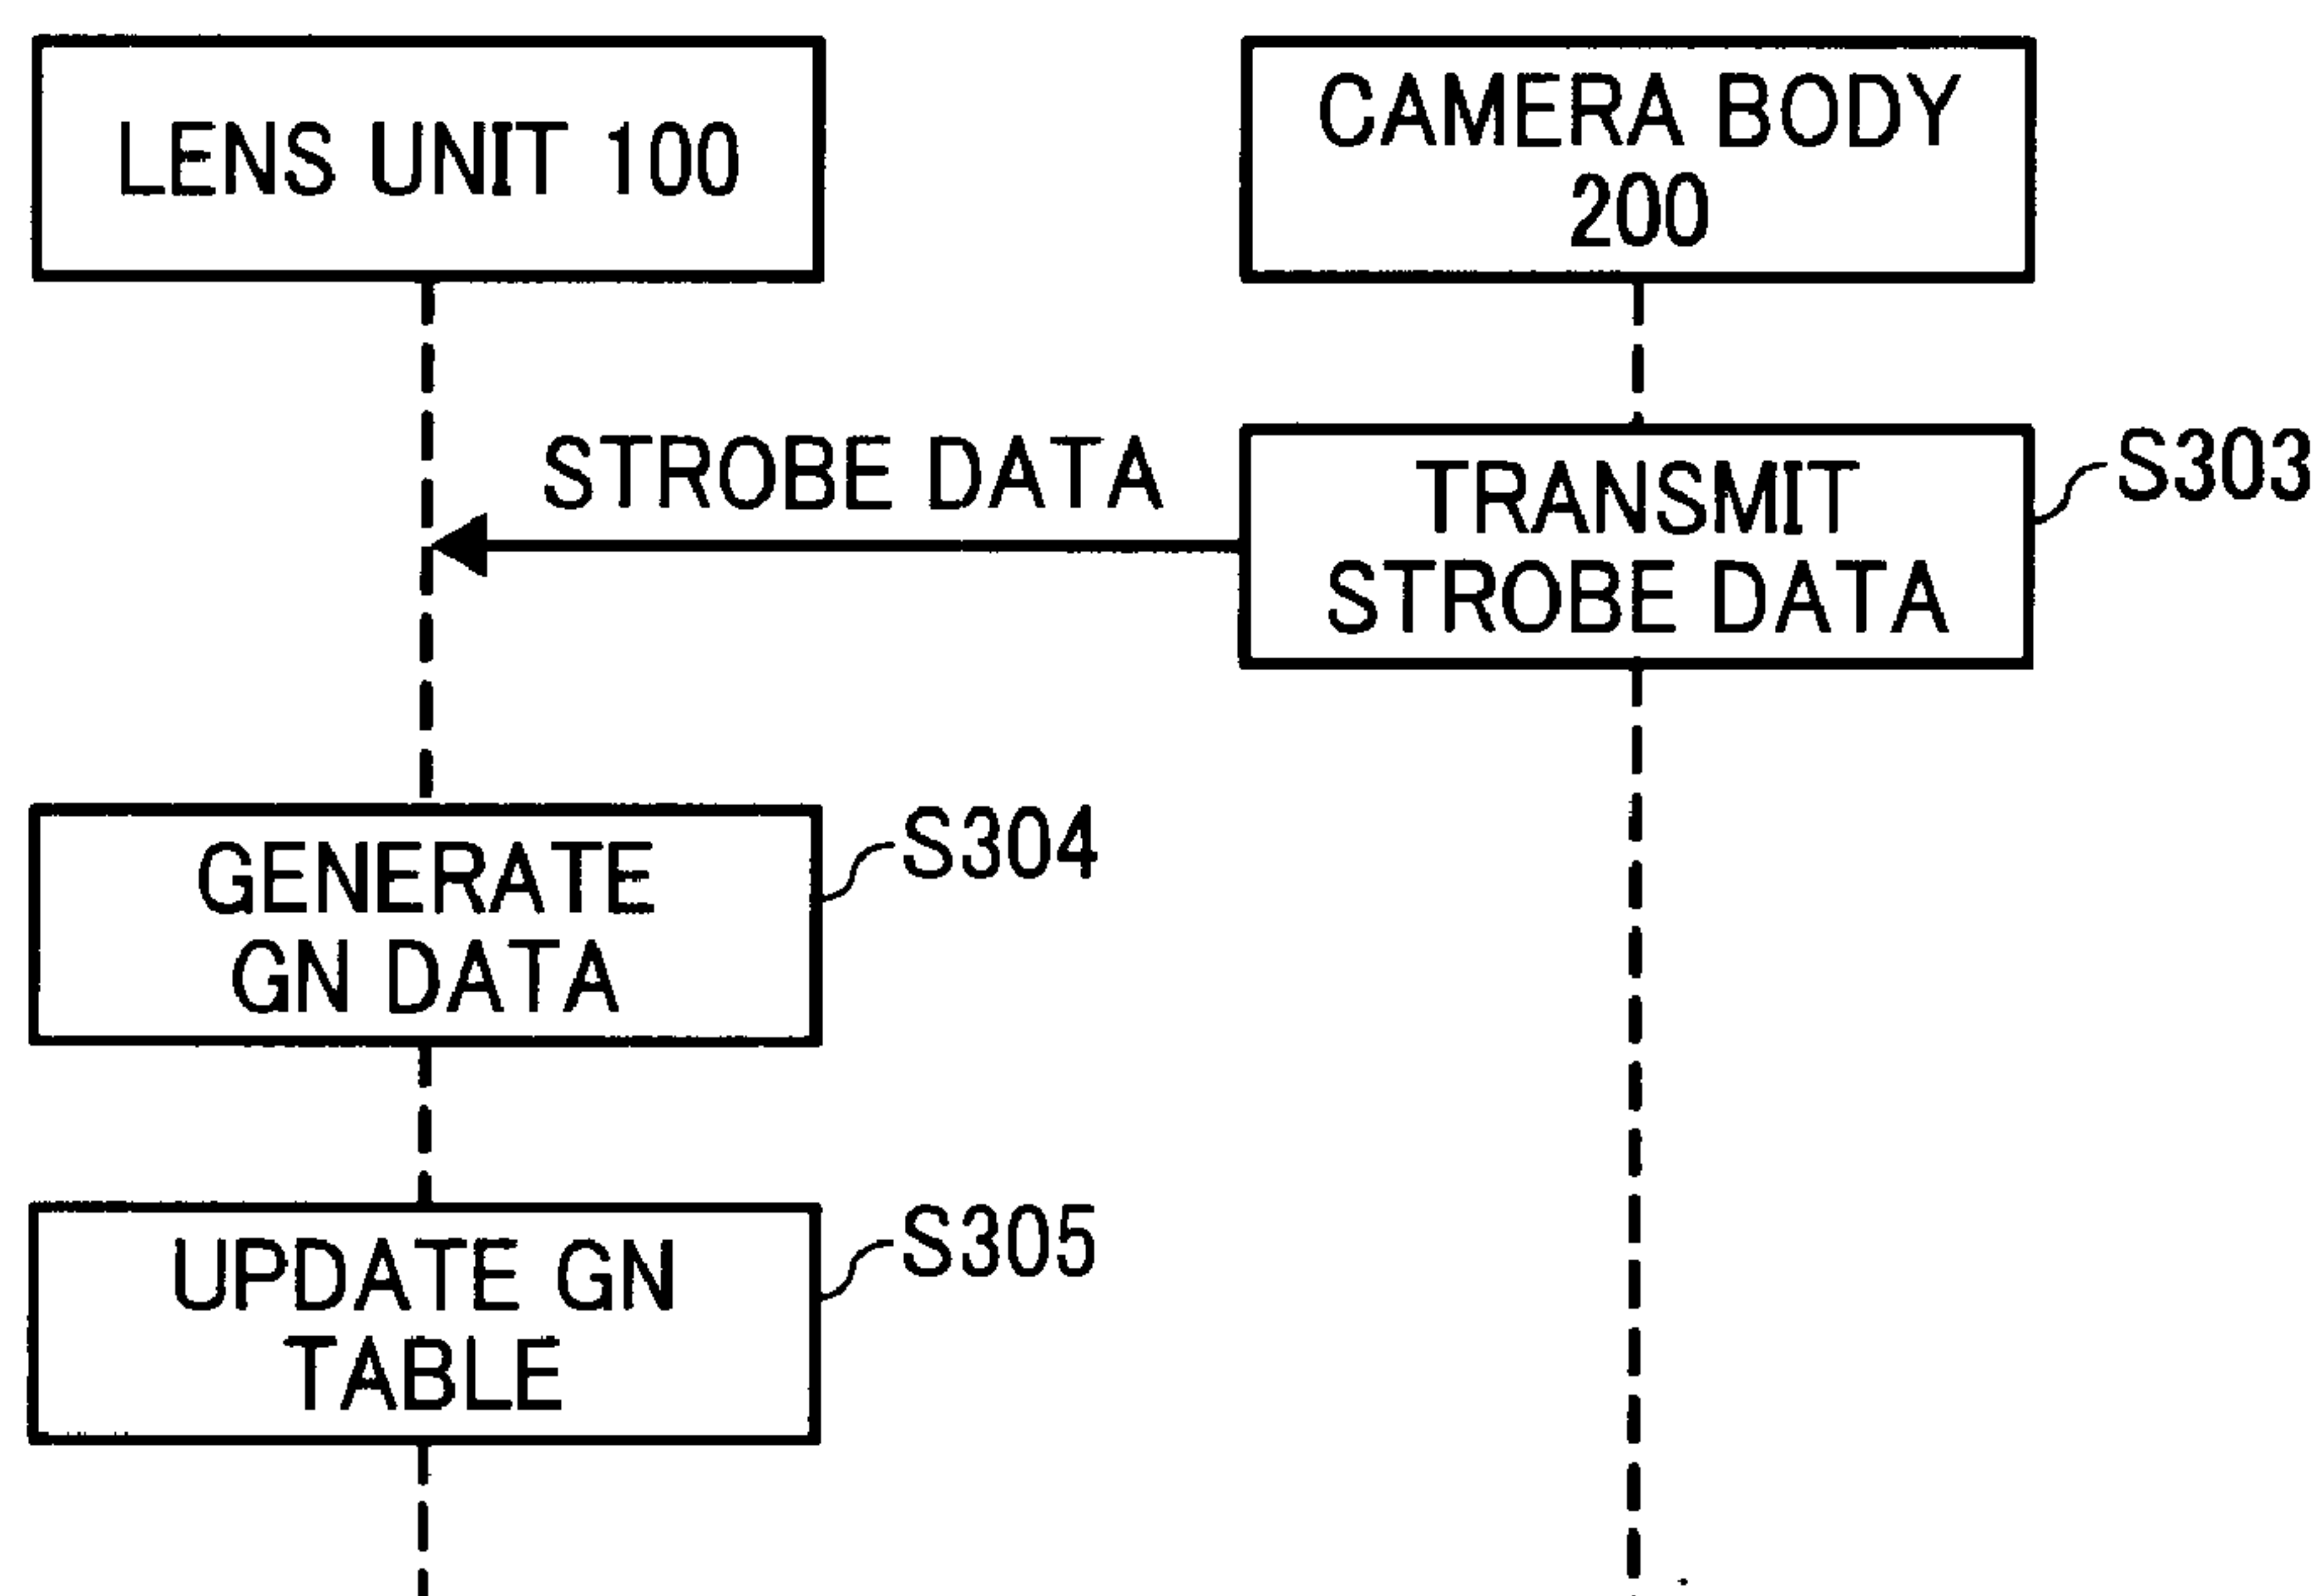 LENS UNIT 100
CAMERA BODY
200
STROBE DATA
TRANSMIT
STROBE DATA
S303
GENERATE
GN DATA
S304
UPDATE GN
TABLE
S305